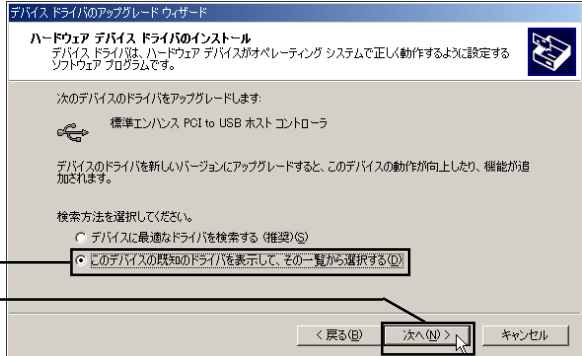 デバイス ドライバのアップグレード ウィザード
ハードウェア デバイス ドライバのインストール
デバイス ドライバは、ハードウェア デバイスがオペレーティング システムで正しく動作するように設定する
ソフトウェア プログラムです。
次のデバイスのドライバをアップグレードします:
標準エンハンス PCI to USB ホスト コントローラ
デバイスのドライバを新しいバージョンにアップグレードすると、このデバイスの動作が向上したり、機能が追
加されます。
検索方法を選択してください。
デバイスに最適なドライバを検索する (推奨)(S)
このデバイスの既知のドライバを表示して、その一覧から選択する(D)
< 戻る(B)
次へ(N) >
キャンセル